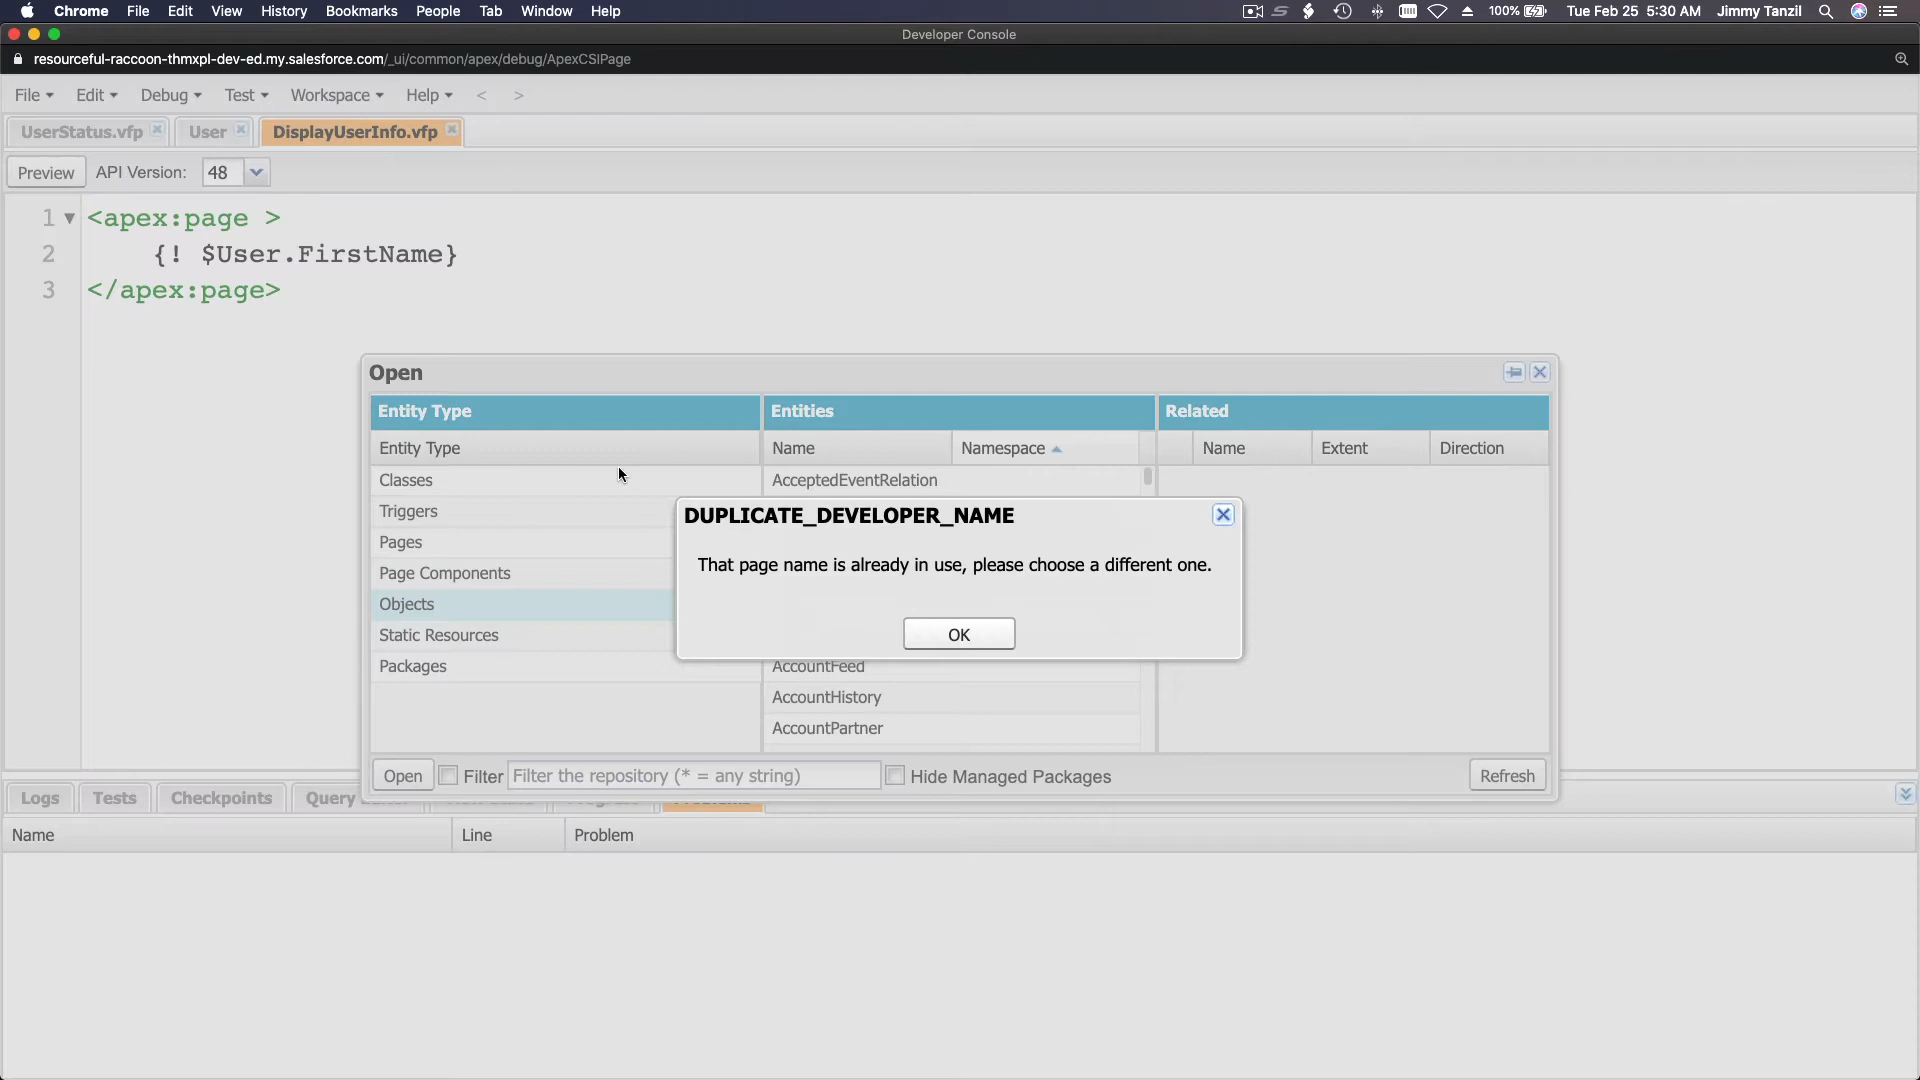 Chrome File Edit View History Bookmarks People Tab Window Help 100% Tue Feb 25 5:30 AM Jimmy Tanzil
Developer Console
resourceful-raccoon-thmxpl-dev-ed.my.salesforce.com/_ui/common/apex/debug/ApexCSIPage
File Edit Debug Test Workspace Help < >
UserStatus.vfp User DisplayUserInfo.vfp
Preview API Version: 48
1 <apex:page >
2 {! $User.FirstName}
3 </apex:page>
Open
Entity Type Entities Related
Entity Type Name Namespace Name Extent Direction
Classes AcceptedEventRelation
Triggers
DUPLICATE_DEVELOPER_NAME
Pages
That page name is already in use, please choose a different one.
Page Components
Objects
Static Resources OK
Packages AccountFeed
AccountHistory
AccountPartner
Open Filter Filter the repository (* = any string) Hide Managed Packages Refresh
Logs Tests Checkpoints Query
Name Line Problem